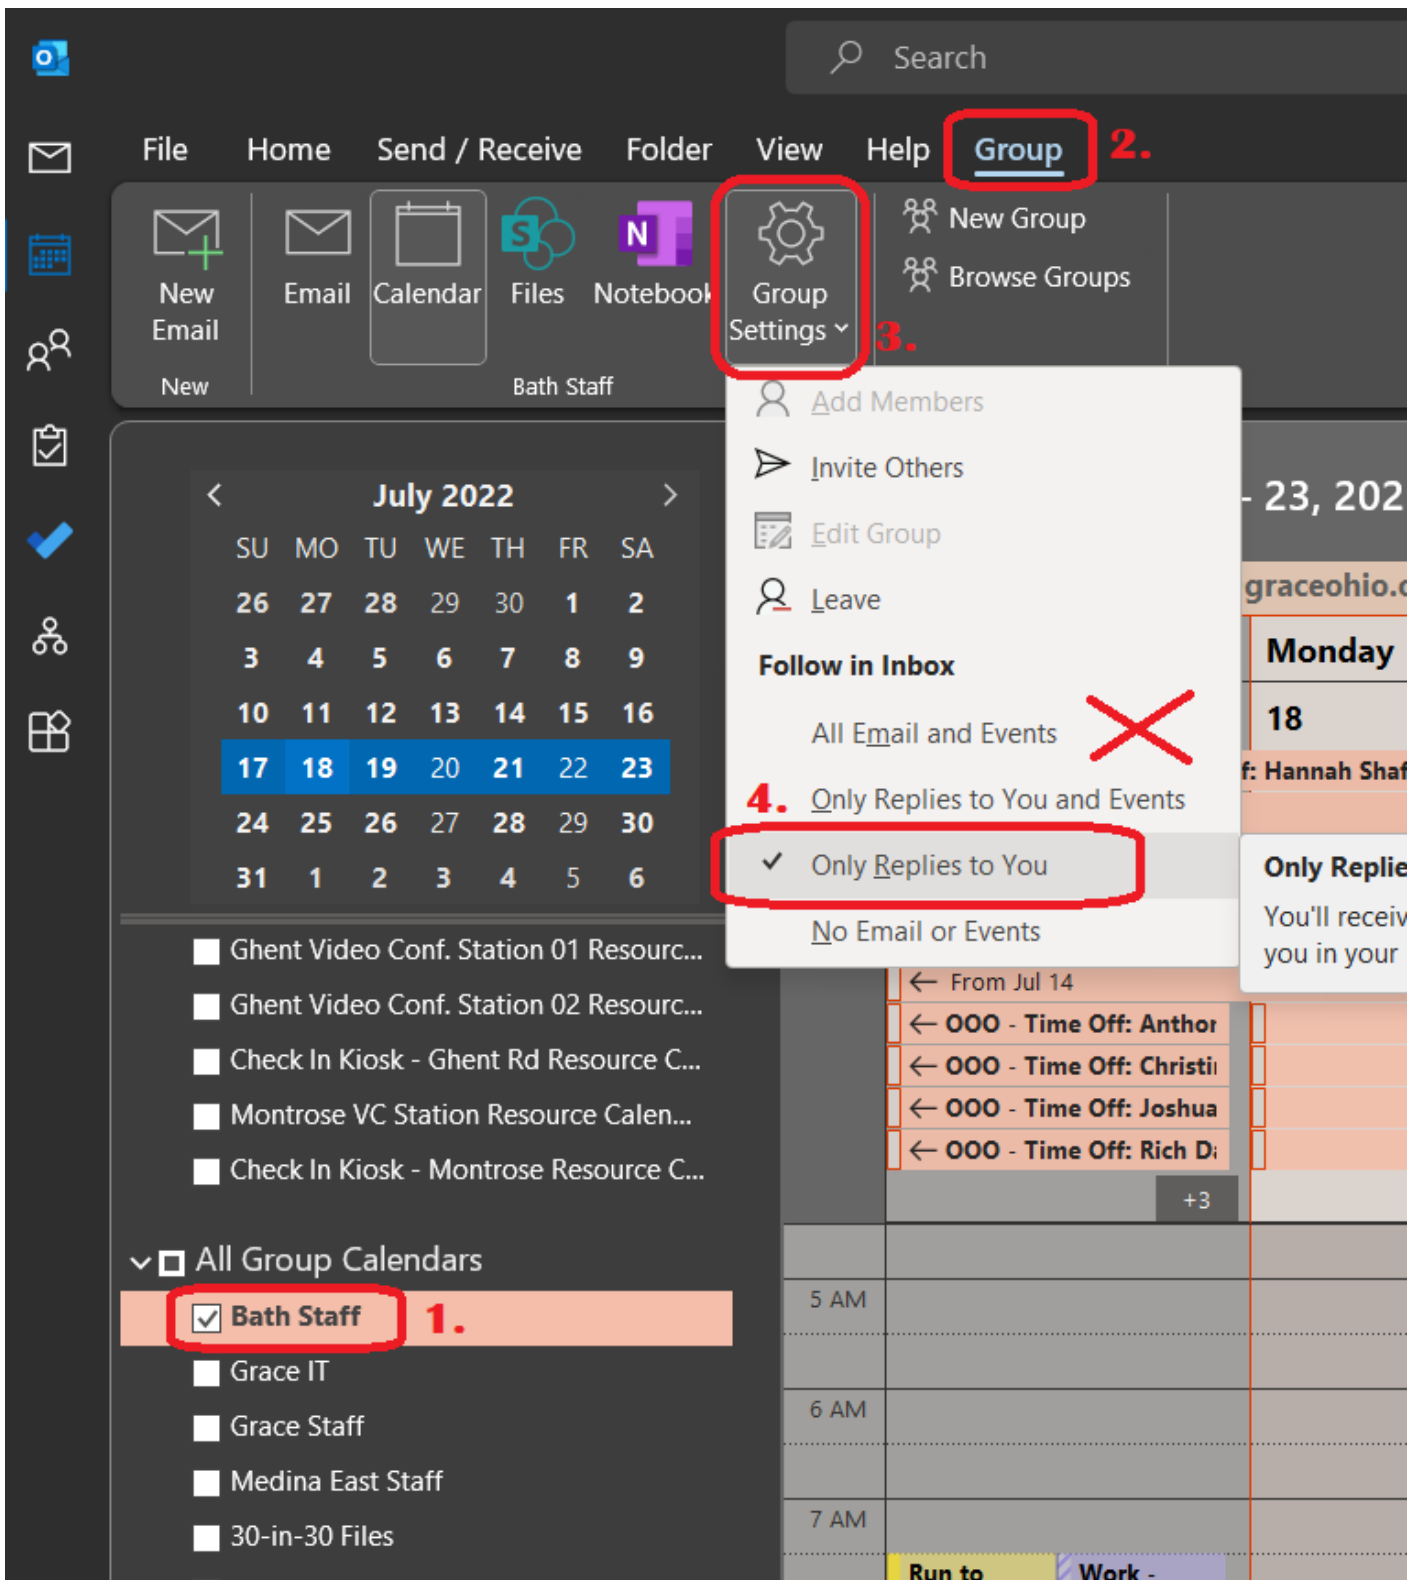 Search
File Home Send / Receive Folder View Help Group 2.
New Email
Email
Calendar
Files
Notebook
Group Settings
3.
New Group
Browse Groups
New
Bath Staff
Add Members
Invite Others
Edit Group
Leave
Follow in Inbox
All Email and Events
4. Only Replies to You and Events
Only Replies to You
No Email or Events
Only Replie
You'll receiv
you in your
July 2022
SU MO TU WE TH FR SA
26 27 28 29 30 1 2
3 4 5 6 7 8 9
10 11 12 13 14 15 16
17 18 19 20 21 22 23
24 25 26 27 28 29 30
31 1 2 3 4 5 6
Ghent Video Conf. Station 01 Resourc...
Ghent Video Conf. Station 02 Resourc...
Check In Kiosk - Ghent Rd Resource C...
Montrose VC Station Resource Calen...
Check In Kiosk - Montrose Resource C...
All Group Calendars
Bath Staff 1.
Grace IT
Grace Staff
Medina East Staff
30-in-30 Files
- 23, 202
graceohio.
Monday
18
f: Hannah Shaf
← From Jul 14
← OOO - Time Off: Anthon
← OOO - Time Off: Christi
← OOO - Time Off: Joshua
← OOO - Time Off: Rich D
+3
5 AM
6 AM
7 AM
Run to
Work -